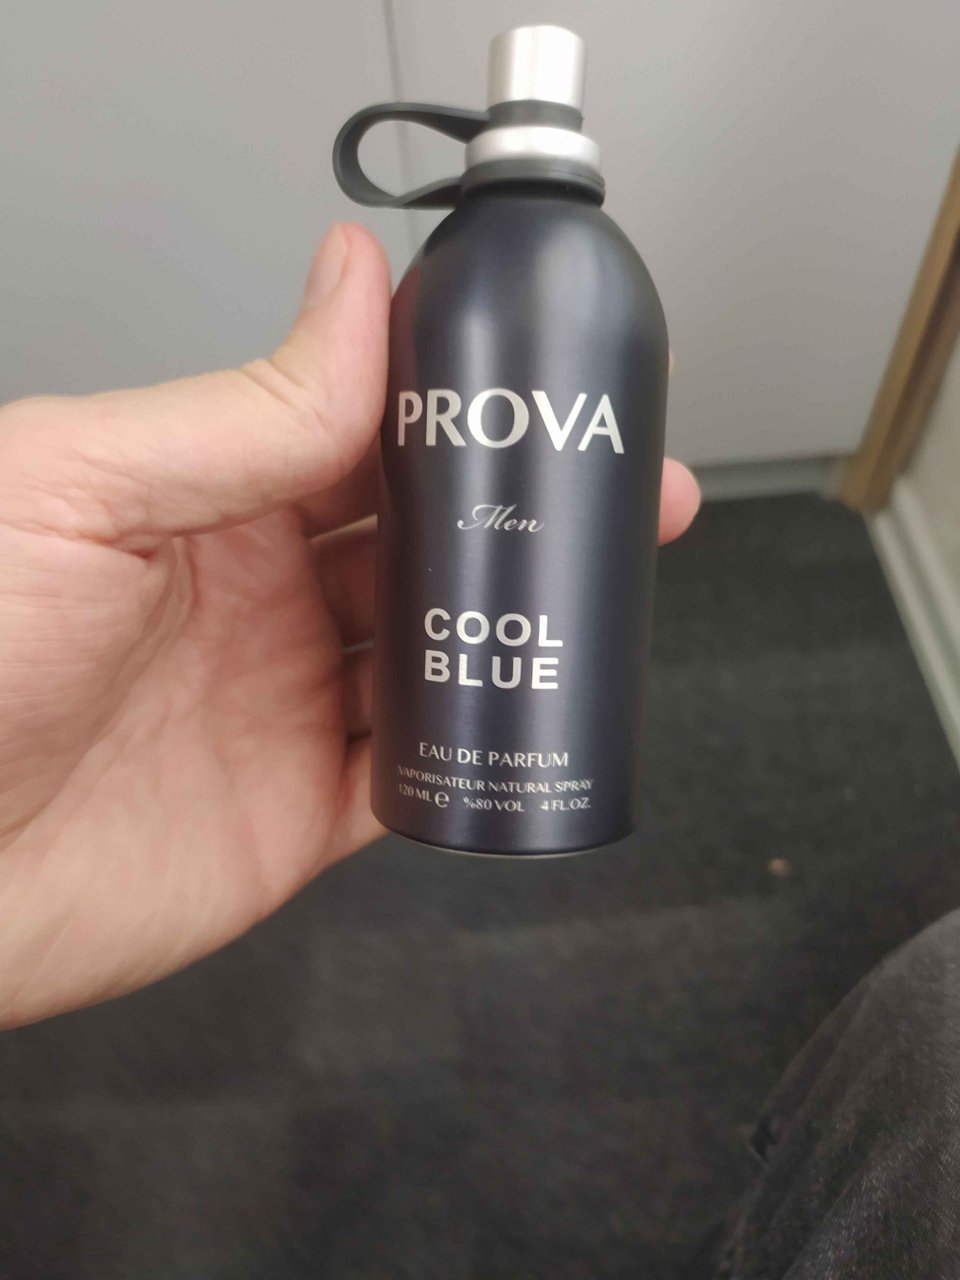 PROVA
Men
COOL
BLUE
EAU DE PARFUM
VAPORISATEUR NATURAL SPRAY
120 ML e %80 VOL 4 FL.OZ.